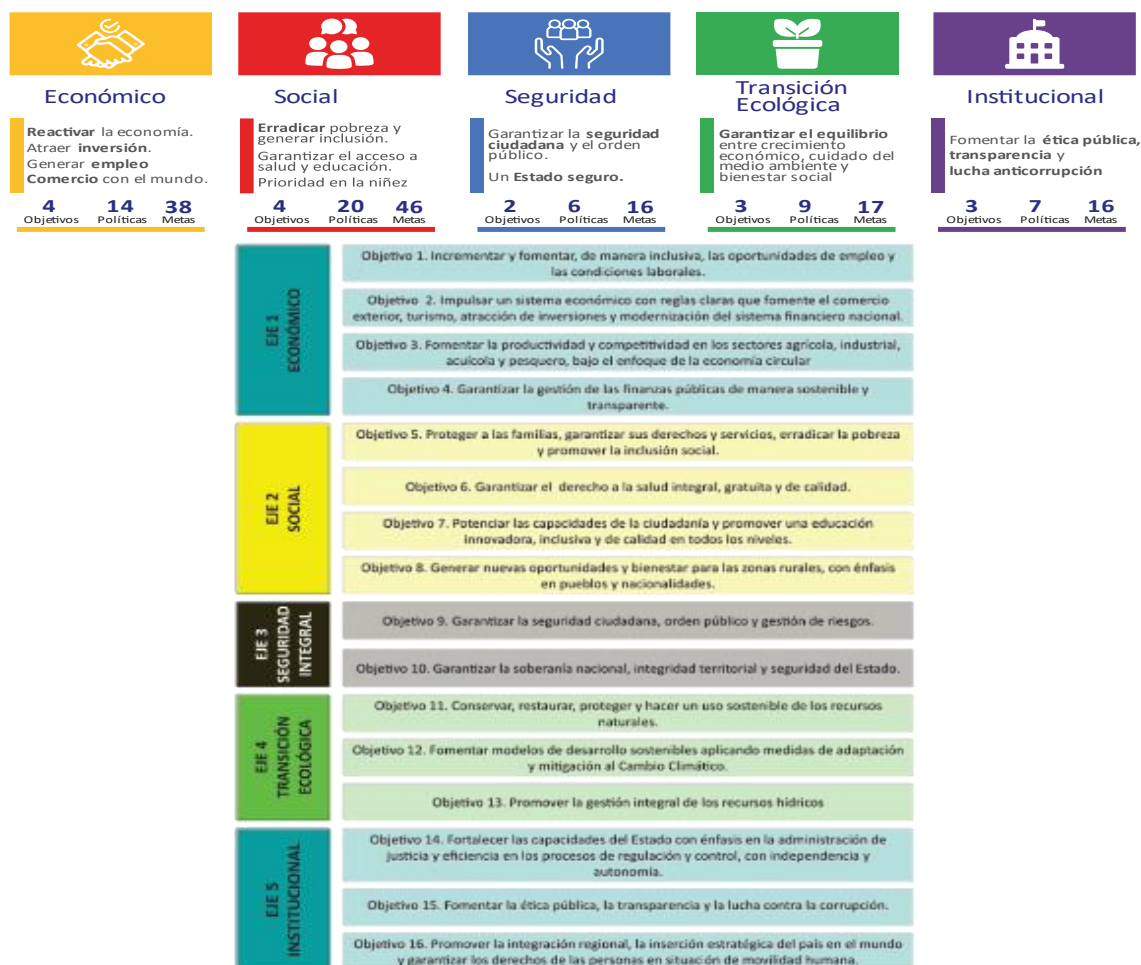 Económico
Reactivar la economía.
Atraer inversión.
Generar empleo
Comercio con el mundo.
4 14 38
Objetivos Políticas Metas
Social
Erradicar pobreza y
generar inclusión.
Garantizar el acceso a
salud y educación.
Prioridad en la niñez
4 20 46
Objetivos Políticas Metas
Seguridad
Garantizar la seguridad
ciudadana y el orden
público.
Un Estado seguro.
2 6 16
Objetivos Políticas Metas
Transición
Ecológica
Garantizar el equilibrio
entre crecimiento
económico, cuidado del
medio ambiente y
bienestar social
3 9 17
Objetivos Políticas Metas
Institucional
Fomentar la ética pública,
transparencia y
lucha anticorrupción
3 7 16
Objetivos Políticas Metas
EJE 1
ECONÓMICO
Objetivo 1. Incrementar y fomentar, de manera inclusiva, las oportunidades de empleo y
las condiciones laborales.
Objetivo 2. Impulsar un sistema económico con reglas claras que fomente el comercio
exterior, turismo, atracción de inversiones y modernización del sistema financiero nacional.
Objetivo 3. Fomentar la productividad y competitividad en los sectores agrícola, industrial,
acuícola y pesquero, bajo el enfoque de la economía circular
Objetivo 4. Garantizar la gestión de las finanzas públicas de manera sostenible y
transparente.
EJE 2
SOCIAL
Objetivo 5. Proteger a las familias, garantizar sus derechos y servicios, erradicar la pobreza
y promover la inclusión social.
Objetivo 6. Garantizar el derecho a la salud integral, gratuita y de calidad.
Objetivo 7. Potenciar las capacidades de la ciudadanía y promover una educación
innovadora, inclusiva y de calidad en todos los niveles.
Objetivo 8. Generar nuevas oportunidades y bienestar para las zonas rurales, con énfasis
en pueblos y nacionalidades.
EJE 3
SEGURIDAD
INTEGRAL
Objetivo 9. Garantizar la seguridad ciudadana, orden público y gestión de riesgos.
Objetivo 10. Garantizar la soberanía nacional, integridad territorial y seguridad del Estado.
EJE 4
TRANSICIÓN
ECOLÓGICA
Objetivo 11. Conservar, restaurar, proteger y hacer un uso sostenible de los recursos
naturales.
Objetivo 12. Fomentar modelos de desarrollo sostenibles aplicando medidas de adaptación
y mitigación al Cambio Climático.
Objetivo 13. Promover la gestión integral de los recursos hídricos
EJE 5
INSTITUCIONAL
Objetivo 14. Fortalecer las capacidades del Estado con énfasis en la administración de
justicia y eficiencia en los procesos de regulación y control, con independencia y
autonomía.
Objetivo 15. Fomentar la ética pública, la transparencia y la lucha contra la corrupción.
Objetivo 16. Promover la integración regional, la inserción estratégica del país en el mundo
y garantizar los derechos de las personas en situación de movilidad humana.